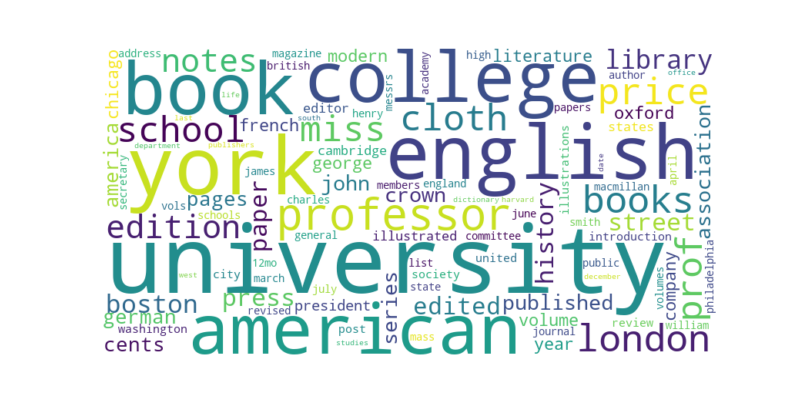 address
magazine
modern
academy
high
literature
library
chicago
notes
british
messrs
author
office
book
college
life
price
last
editor
henry
papers
america
school
french
miss
cloth
oxford
south
states
department
publishers
cambridge
york
english
george
illustrations
date
april
association
secretary
james
john
members
england
macmillan
books
vols
pages
paper
charles
crown
dictionary
harvard
schools
professor
june
history
smith
street
edition
general
illustrated
committee
introduction
prof
university
12mo
list
united
public
philadelphia
west
city
march
society
state
december
company
volumes
boston
press
july
series
edited
published
german
revised
president
american
volume
review
william
washington
post
mass
journal
london
cents
studies
year